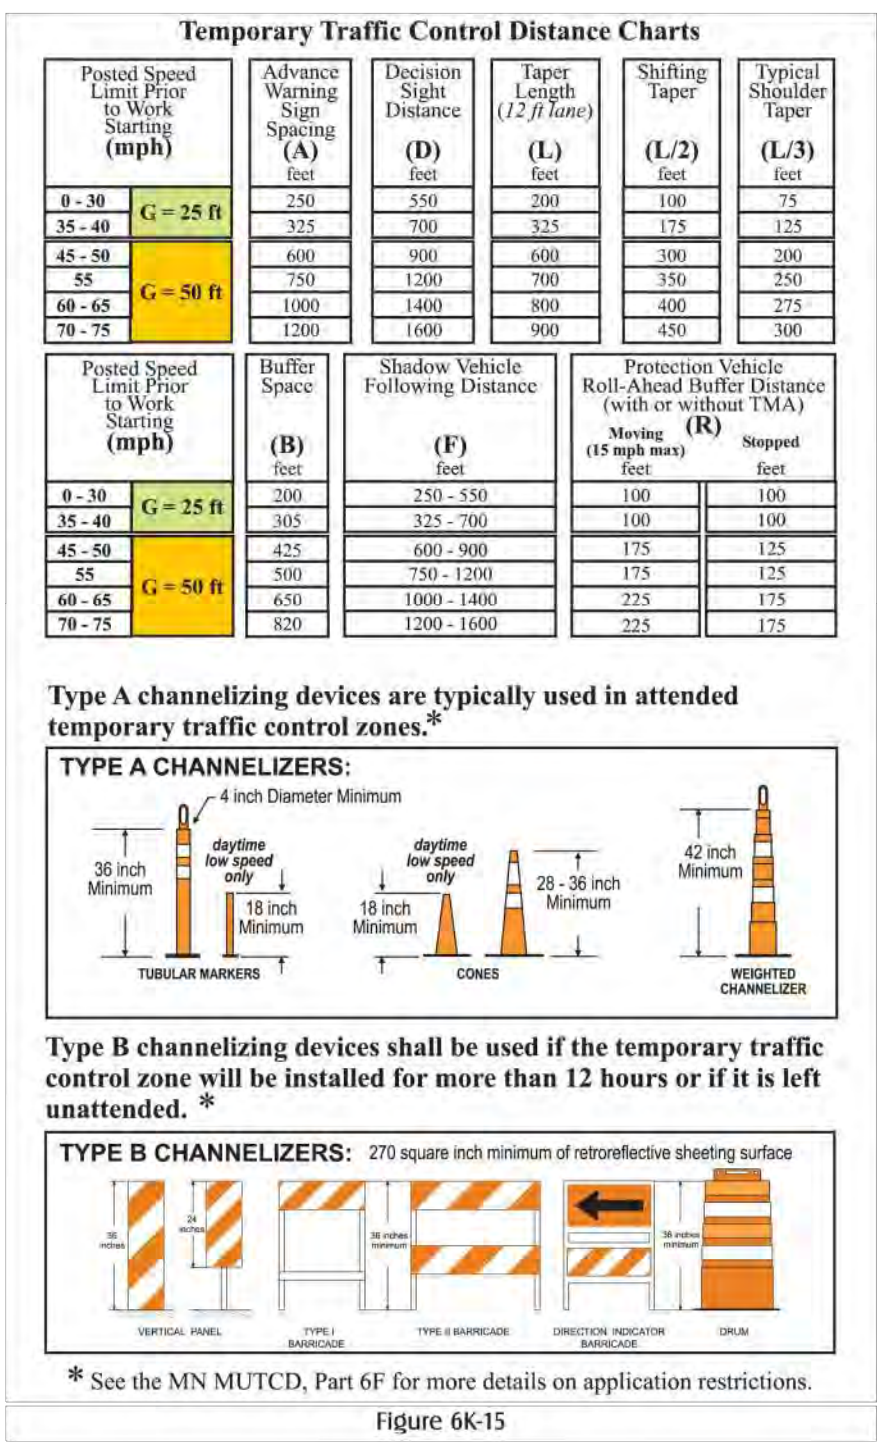 Temporary Traffic Control Distance Charts
Posted Speed
Limit Prior
to Work
Starting
(mph)
Advance
Warning
Sign
Spacing
(A)
feet
Decision
Sight
Distance
(D)
feet
Taper
Length
(12 ft lane)
(L)
feet
Shifting
Taper
(L/2)
feet
Typical
Shoulder
Taper
(L/3)
feet
0 - 30 G = 25 ft 250 550 200 100 75
35 - 40 325 700 325 175 125
45 - 50 G = 50 ft 600 900 600 300 200
55 750 1200 700 350 250
60 - 65 1000 1400 800 400 275
70 - 75 1200 1600 900 450 300
Posted Speed
Limit Prior
to Work
Starting
(mph)
Buffer
Space
(B)
feet
Shadow Vehicle
Following Distance
(F)
feet
Protection Vehicle
Roll-Ahead Buffer Distance
(with or without TMA)
(R)
Moving
(15 mph max)
feet
Stopped
feet
0 - 30 G = 25 ft 200 250 - 550 100 100
35 - 40 305 325 - 700 100 100
45 - 50 G = 50 ft 425 600 - 900 175 125
55 500 750 - 1200 175 125
60 - 65 650 1000 - 1400 225 175
70 - 75 820 1200 - 1600 225 175
Type A channelizing devices are typically used in attended
temporary traffic control zones.*
TYPE A CHANNELIZERS:
4 inch Diameter Minimum
36 inch
Minimum
daytime
low speed
only
18 inch
Minimum
TUBULAR MARKERS
daytime
low speed
only
18 inch
Minimum
28 - 36 inch
Minimum
CONES
42 inch
Minimum
WEIGHTED
CHANNELIZER
Type B channelizing devices shall be used if the temporary traffic
control zone will be installed for more than 12 hours or if it is left
unattended. *
TYPE B CHANNELIZERS: 270 square inch minimum of retroreflective sheeting surface
36
inches
24
inches
36 inches
minimum
36 inches
minimum
VERTICAL PANEL
TYPE I
BARRICADE
TYPE II BARRICADE
DIRECTION INDICATOR
BARRICADE
DRUM
* See the MN MUTCD, Part 6F for more details on application restrictions.
Figure 6K-15